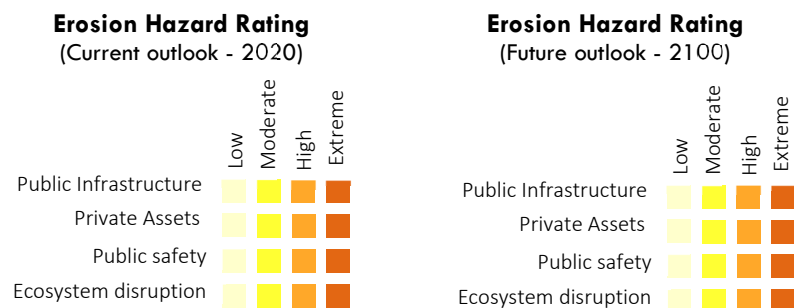 Erosion Hazard Rating
(Current outlook - 2020)
Low
Moderate
High
Extreme
Public Infrastructure
Private Assets
Public safety
Ecosystem disruption
Erosion Hazard Rating
(Future outlook - 2100)
Low
Moderate
High
Extreme
Public Infrastructure
Private Assets
Public safety
Ecosystem disruption